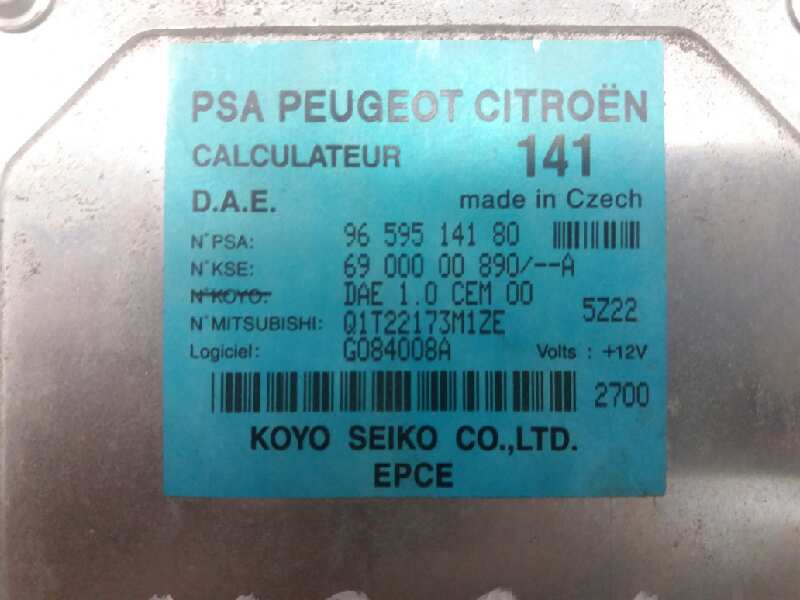 PSA PEUGEOT CITROËN
CALCULATEUR 141
D.A.E. made in Czech
N°PSA: 96 595 141 80
N°KSE: 69 000 00 890/--A
N°KOYO: DAE 1.0 CEM 00
5Z22
N°MITSUBISHI: Q1T22173M1ZE
Logiciel: G084008A Volts : +12V
2700
KOYO SEIKO CO.,LTD.
EPCE